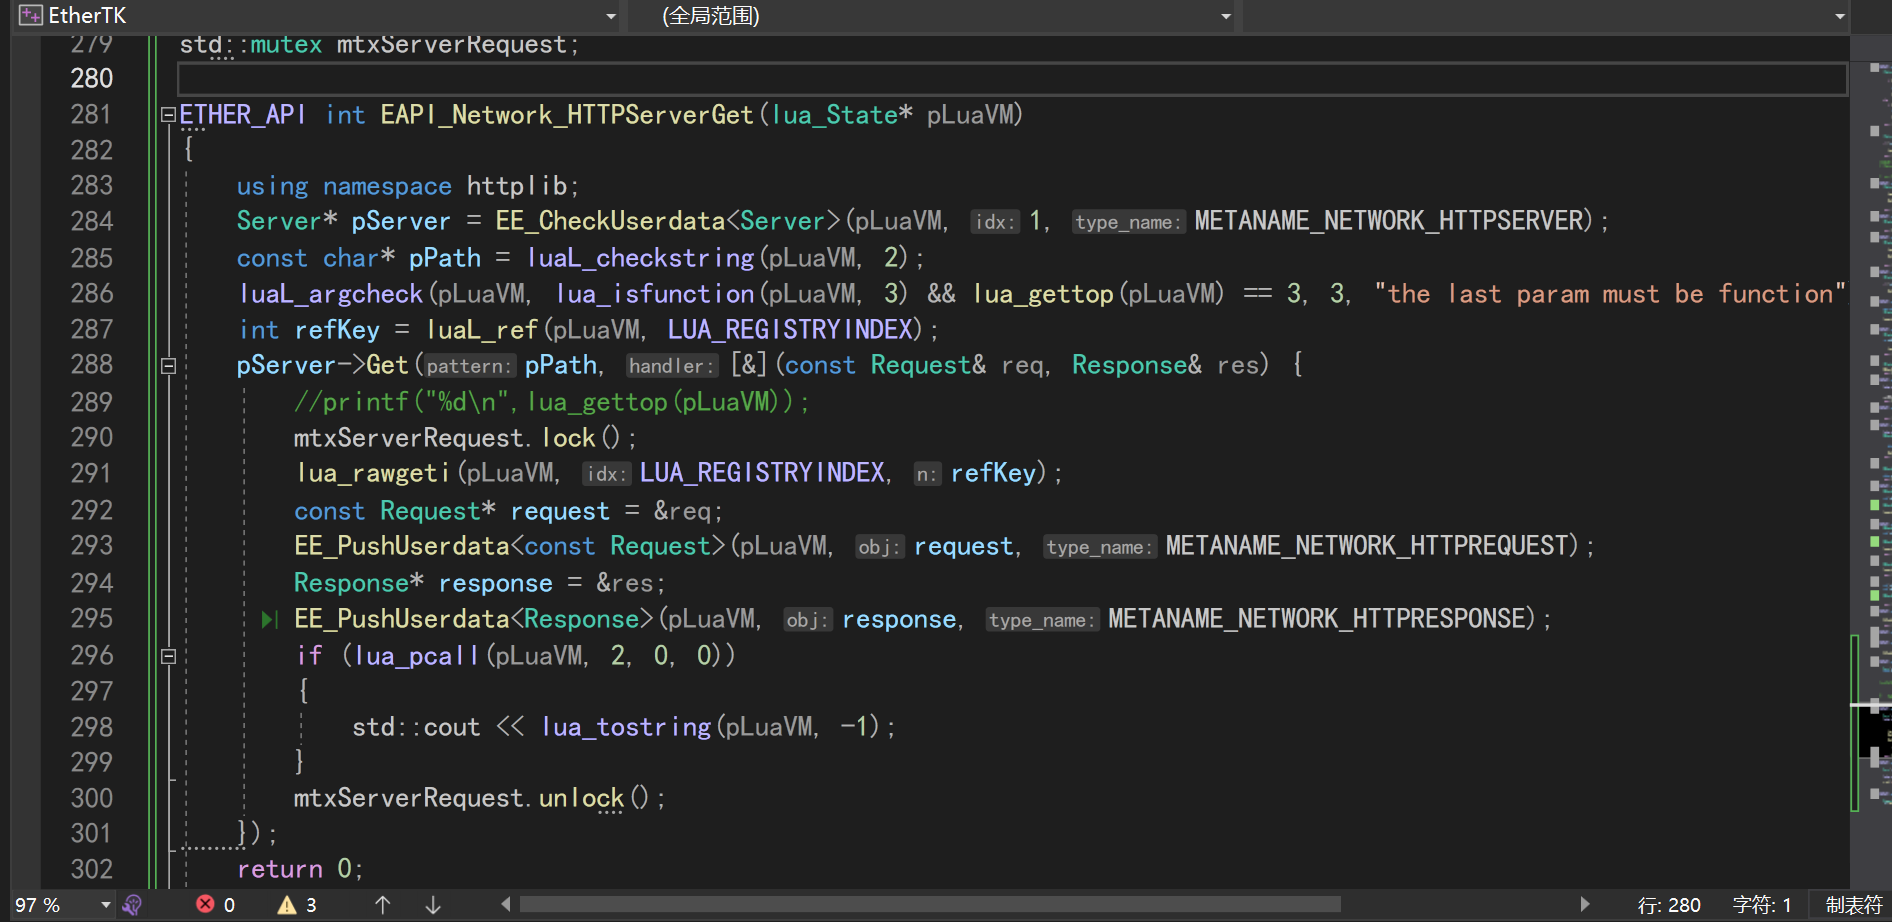 EtherTK (全局范围)
279 std::mutex mtxServerRequest;
280
281 ETHER_API int EAPI_Network_HTTPServerGet(lua_State* pLuaVM)
282 {
283 using namespace httplib;
284 Server* pServer = EE_CheckUserdata<Server>(pLuaVM, idx: 1, type_name: METANAME_NETWORK_HTTPSERVER);
285 const char* pPath = luaL_checkstring(pLuaVM, 2);
286 luaL_argcheck(pLuaVM, lua_isfunction(pLuaVM, 3) && lua_gettop(pLuaVM) == 3, 3, "the last param must be function"
287 int refKey = luaL_ref(pLuaVM, LUA_REGISTRYINDEX);
288 pServer->Get(pattern: pPath, handler: [&](const Request& req, Response& res) {
289 //printf("%d\n",lua_gettop(pLuaVM));
290 mtxServerRequest.lock();
291 lua_rawgeti(pLuaVM, idx: LUA_REGISTRYINDEX, n: refKey);
292 const Request* request = &req;
293 EE_PushUserdata<const Request>(pLuaVM, obj: request, type_name: METANAME_NETWORK_HTTPREQUEST);
294 Response* response = &res;
295 EE_PushUserdata<Response>(pLuaVM, obj: response, type_name: METANAME_NETWORK_HTTPRESPONSE);
296 if (lua_pcall(pLuaVM, 2, 0, 0))
297 {
298 std::cout << lua_tostring(pLuaVM, -1);
299 }
300 mtxServerRequest.unlock();
301 });
302 return 0;
97 % 0 3 行: 280 字符: 1 制表符